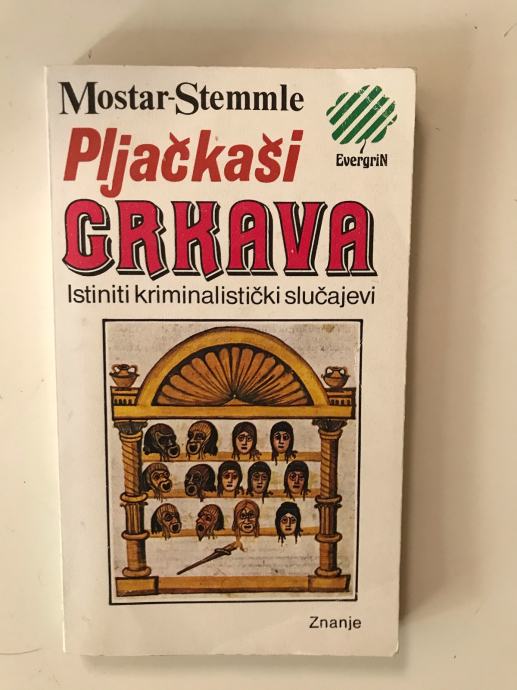 Mostar-Stemmle
EvergriN
Pljačkaši
CRKAVA
Istiniti kriminalistički slučajevi
Znanje